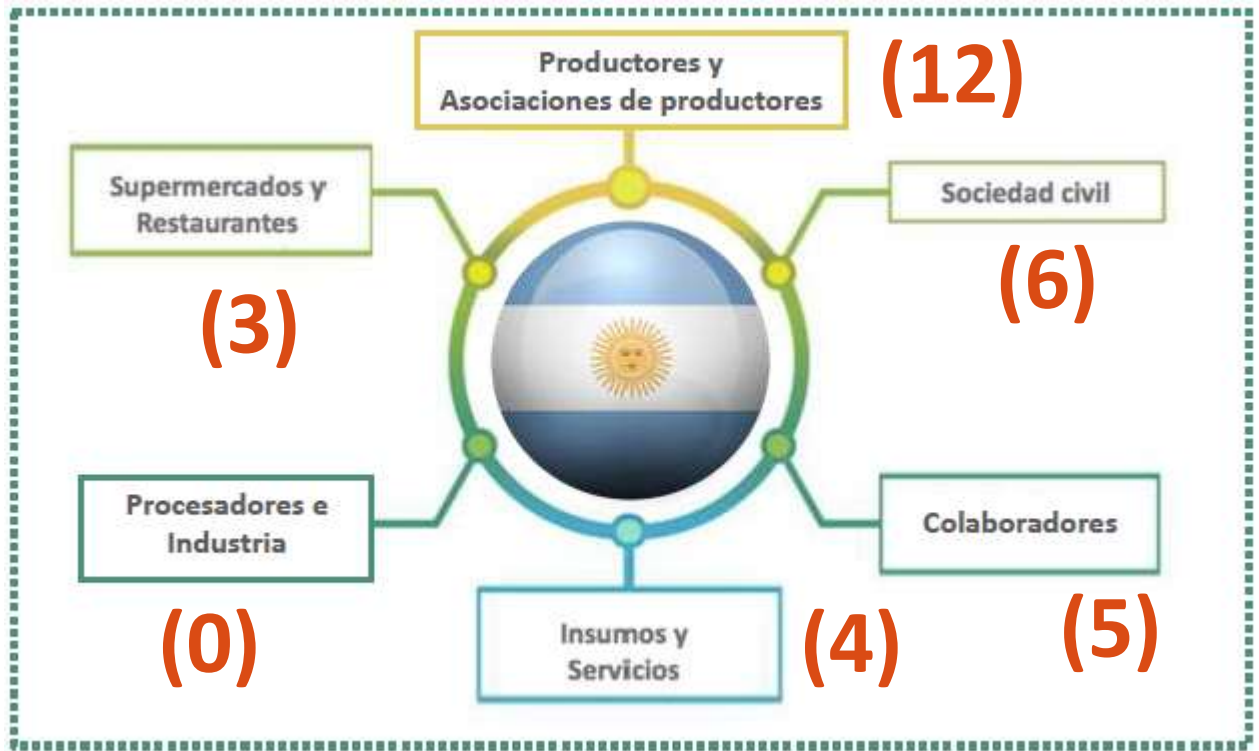 Productores y
Asociaciones de productores
(12)
Supermercados y
Restaurantes
(3)
Sociedad civil
(6)
Procesadores e
Industria
(0)
Insumos y
Servicios
(4)
Colaboradores
(5)